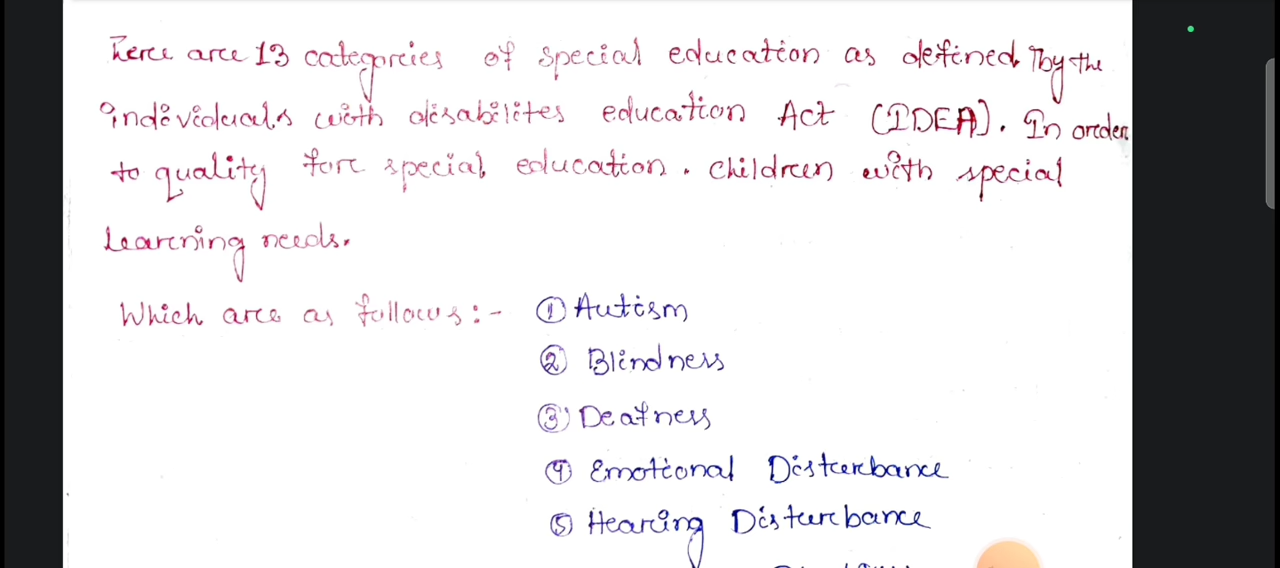 There are 13 categories of special education as defined by the
individuals with disabilites education Act (IDEA). In order
to quality for special education. children with special
Learning needs.
Which are as follows:- ① Autism
② Blindness
③ Deafness
④ Emotional Disturbance
⑤ Hearing Disturbance